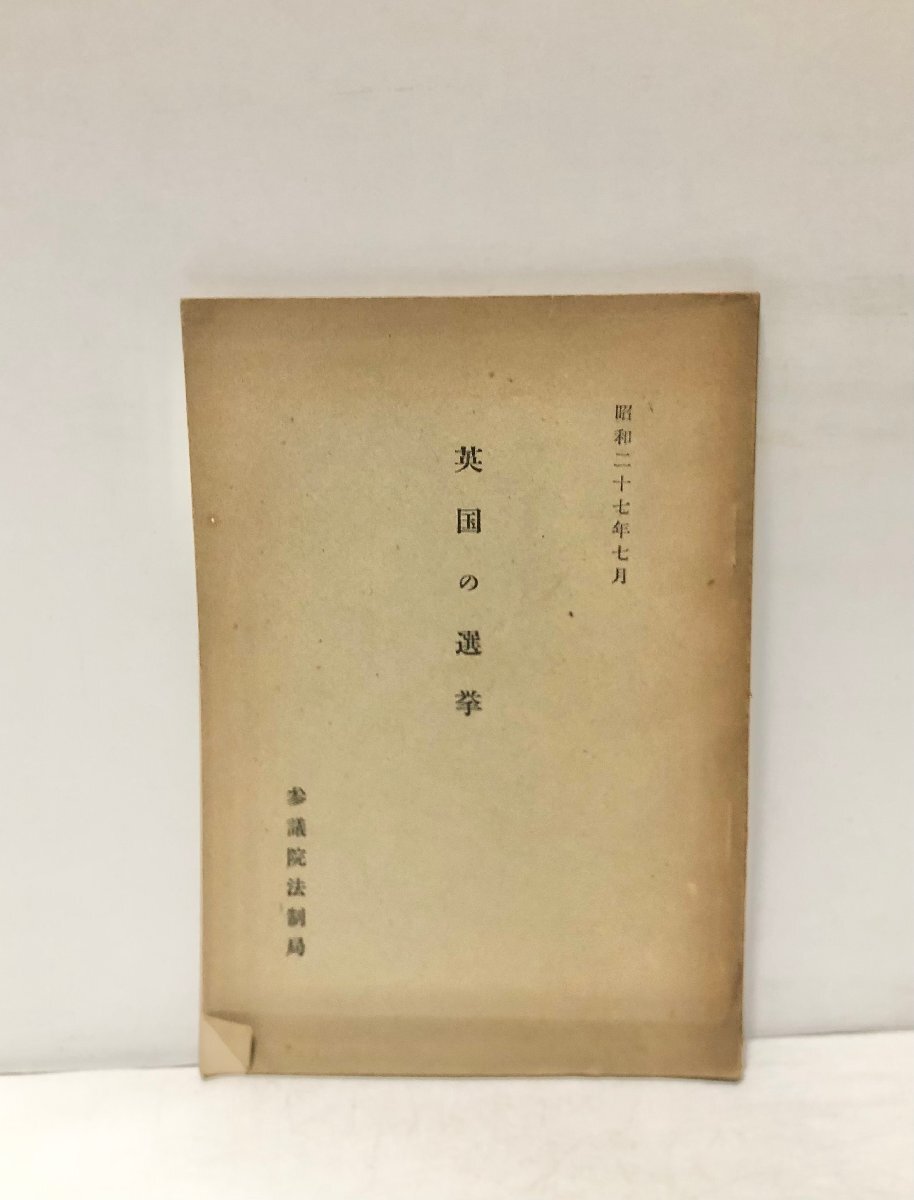 昭和二十七年七月
英国の選挙
参議院法制局